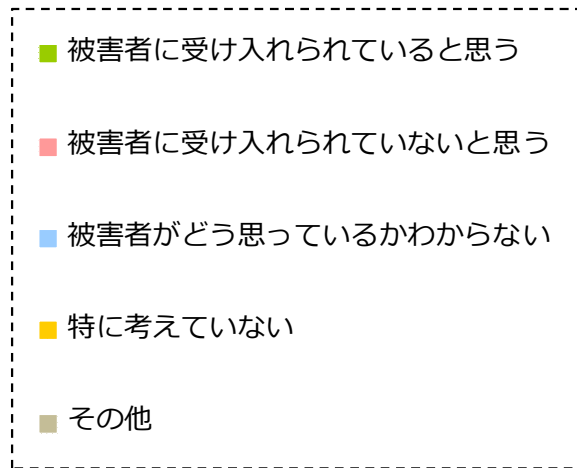 被害者に受け入れられていると思う
被害者に受け入れられていないと思う
被害者がどう思っているかわからない
特に考えていない
その他